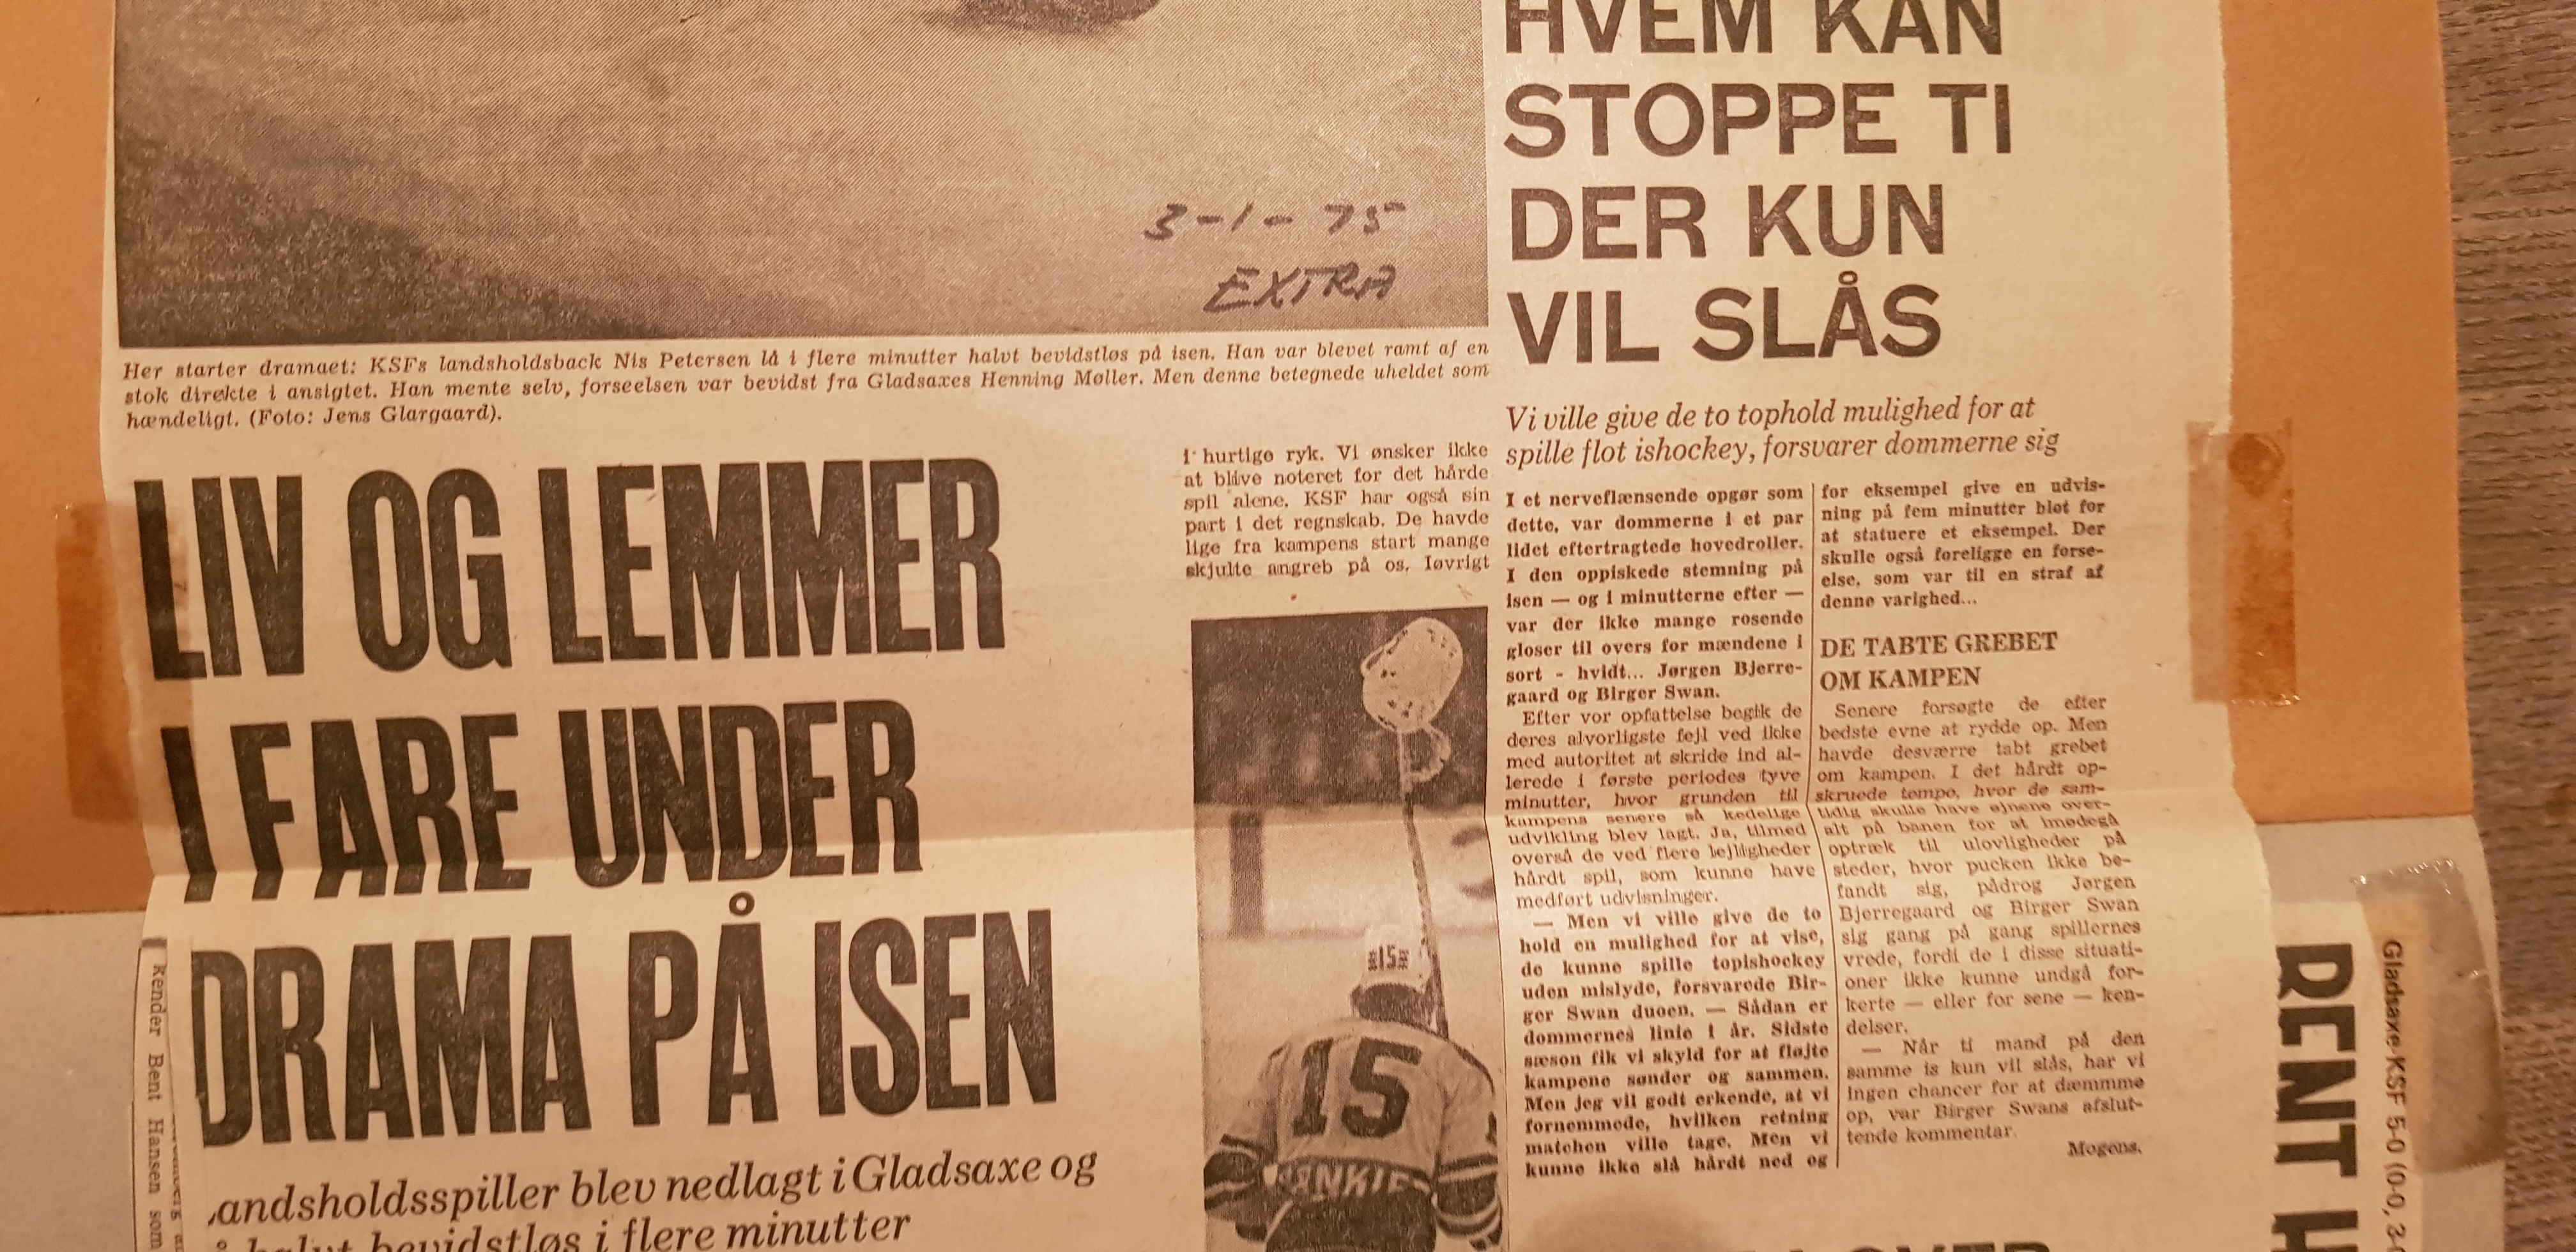 3-1-75
EXTRA
Her starter dramaet: KSFs landsholdsback Nis Petersen lå i flere minutter halvt bevidstløs på isen. Han var blevet ramt af en
stok direkte i ansigtet. Han mente selv, forseelsen var bevidst fra Gladsaxes Henning Møller. Men denne betegnede uheldet som
hændeligt. (Foto: Jens Glargaard).
LIV OG LEMMER
I FARE UNDER
DRAMA PÅ ISEN
andsholdsspiller blev nedlagt i Gladsaxe og
halvt bevidstløs i flere minutter
kender Bent Hansen som
i hurtige ryk. Vi ønsker ikke
at blive noteret for det hårde
spil alene. KSF har også sin
part i det regnskab. De havde
lige fra kampens start mange
skjulte angreb på os. Iøvrigt
15
15
HVEM KAN
STOPPE TI
DER KUN
VIL SLÅS
Vi ville give de to tophold mulighed for at
spille flot ishockey, forsvarer dommerne sig
I et nerveflænsende opgør som
dette, var dommerne i et par
lidet eftertragtede hovedroller.
I den oppiskede stemning på
isen — og i minutterne efter —
var der ikke mange rosende
gloser til overs for mændene i
sort - hvidt... Jørgen Bjerre-
gaard og Birger Swan.
Efter vor opfattelse begik de
deres alvorligste fejl ved ikke
med autoritet at skride ind al-
lerede i første periodes tyve
minutter, hvor grunden til
kampens senere så kedelige
udvikling blev lagt. Ja, tilmed
overså de ved flere lejligheder
hårdt spil, som kunne have
medført udvisninger.
— Men vi ville give de to
hold en mulighed for at vise,
de kunne spille topishockey
uden mislyde, forsvarede Bir-
ger Swan duoen. — Sådan er
dommernes linie i år. Sidste
sæson fik vi skyld for at fløjte
kampene sønder og sammen.
Men jeg vil godt erkende, at vi
fornemmede, hvilken retning
matchen ville tage. Men vi
kunne ikke slå hårdt ned og
for eksempel give en udvis-
ning på fem minutter blot for
at statuere et eksempel. Der
skulle også foreligge en forse-
else, som var til en straf af
denne varighed...
DE TABTE GREBET
OM KAMPEN
Senere forsøgte de efter
bedste evne at rydde op. Men
havde desværre tabt grebet
om kampen. I det hårdt op-
skruede tempo, hvor de sam-
tidig skulle have øjnene over-
alt på banen for at imødegå
optræk til ulovligheder på
steder, hvor pucken ikke be-
fandt sig, pådrog Jørgen
Bjerregaard og Birger Swan
sig gang på gang spillernes
vrede, fordi de i disse situati-
oner ikke kunne undgå for-
kerte — eller for sene — ken-
delser.
— Når ti mand på den
samme is kun vil slås, har vi
ingen chancer for at dæmmme
op, var Birger Swans afslut-
tende kommentar.
Mogens.
RENT
Gladsaxe-KSF 5-0 (0-0, 3-